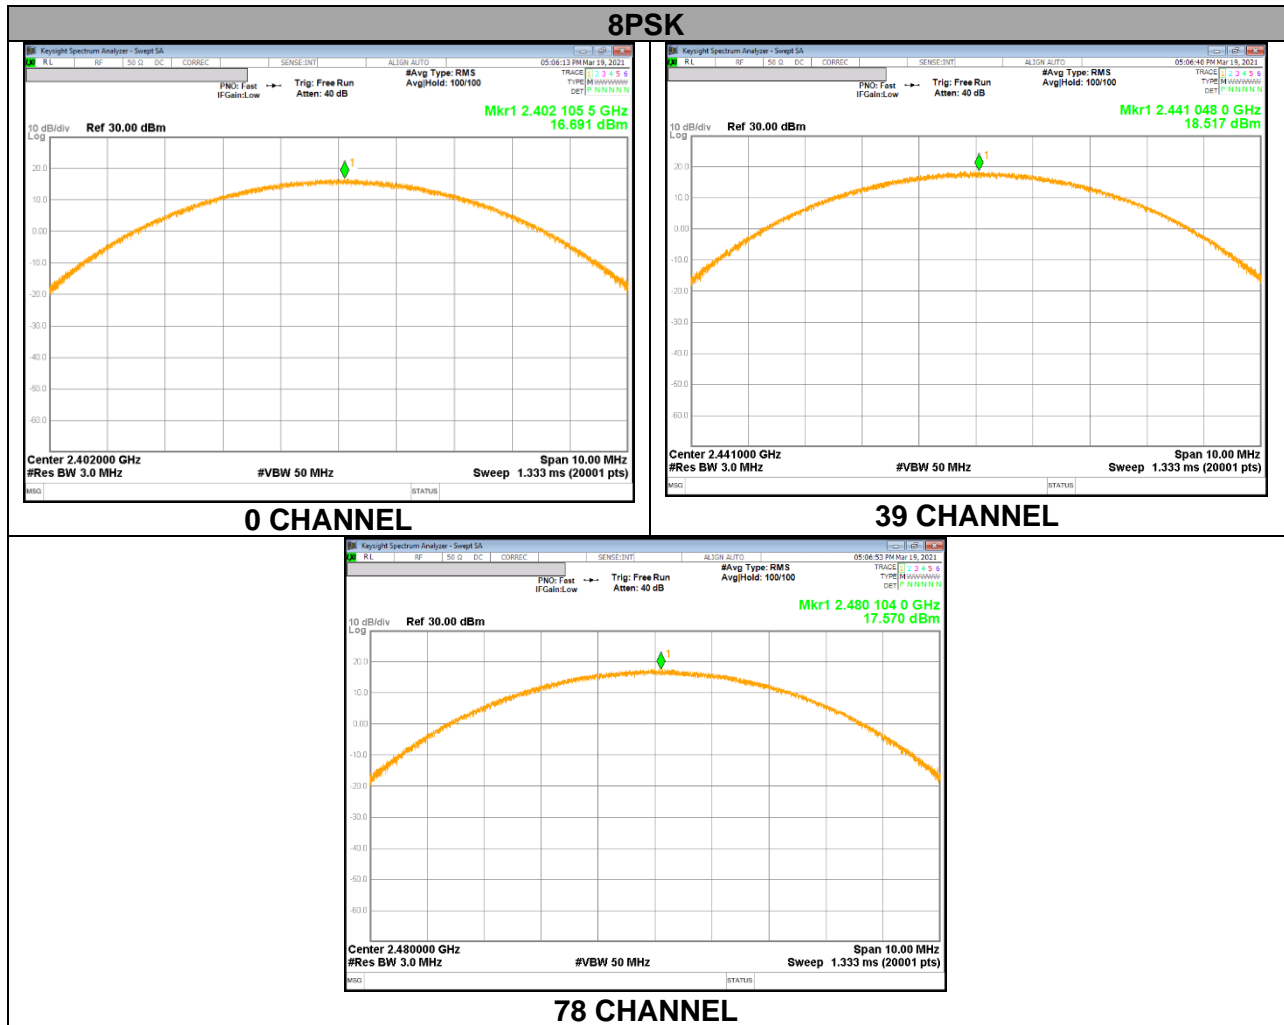 8PSK
Keysight Spectrum Analyzer - Swept SA
RL RF 50 Ω DC CORREC SENSE:INT ALIGN AUTO 05:06:13 PM Mar 19, 2021
#Avg Type: RMS TRACE 1 2 3 4 5 6
PNO: Fast Trig: Free Run Avg|Hold: 100/100 TYPE M WWWWW
IFGain:Low Atten: 40 dB DET P N N N N N
Mkr1 2.402 105 5 GHz
10 dB/div Ref 30.00 dBm 16.691 dBm
Log
1
20.0
10.0
0.00
-10.0
-20.0
-30.0
-40.0
-50.0
-60.0
Center 2.402000 GHz Span 10.00 MHz
#Res BW 3.0 MHz #VBW 50 MHz Sweep 1.333 ms (20001 pts)
MSG STATUS
0 CHANNEL
Keysight Spectrum Analyzer - Swept SA
RL RF 50 Ω DC CORREC SENSE:INT ALIGN AUTO 05:06:40 PM Mar 19, 2021
#Avg Type: RMS TRACE 1 2 3 4 5 6
PNO: Fast Trig: Free Run Avg|Hold: 100/100 TYPE M WWWWW
IFGain:Low Atten: 40 dB DET P N N N N N
Mkr1 2.441 048 0 GHz
10 dB/div Ref 30.00 dBm 18.517 dBm
Log
1
20.0
10.0
0.00
-10.0
-20.0
-30.0
-40.0
-50.0
-60.0
Center 2.441000 GHz Span 10.00 MHz
#Res BW 3.0 MHz #VBW 50 MHz Sweep 1.333 ms (20001 pts)
MSG STATUS
39 CHANNEL
Keysight Spectrum Analyzer - Swept SA
RL RF 50 Ω DC CORREC SENSE:INT ALIGN AUTO 05:06:53 PM Mar 19, 2021
#Avg Type: RMS TRACE 1 2 3 4 5 6
PNO: Fast Trig: Free Run Avg|Hold: 100/100 TYPE M WWWWW
IFGain:Low Atten: 40 dB DET P N N N N N
Mkr1 2.480 104 0 GHz
10 dB/div Ref 30.00 dBm 17.570 dBm
Log
1
20.0
10.0
0.00
-10.0
-20.0
-30.0
-40.0
-50.0
-60.0
Center 2.480000 GHz Span 10.00 MHz
#Res BW 3.0 MHz #VBW 50 MHz Sweep 1.333 ms (20001 pts)
MSG STATUS
78 CHANNEL